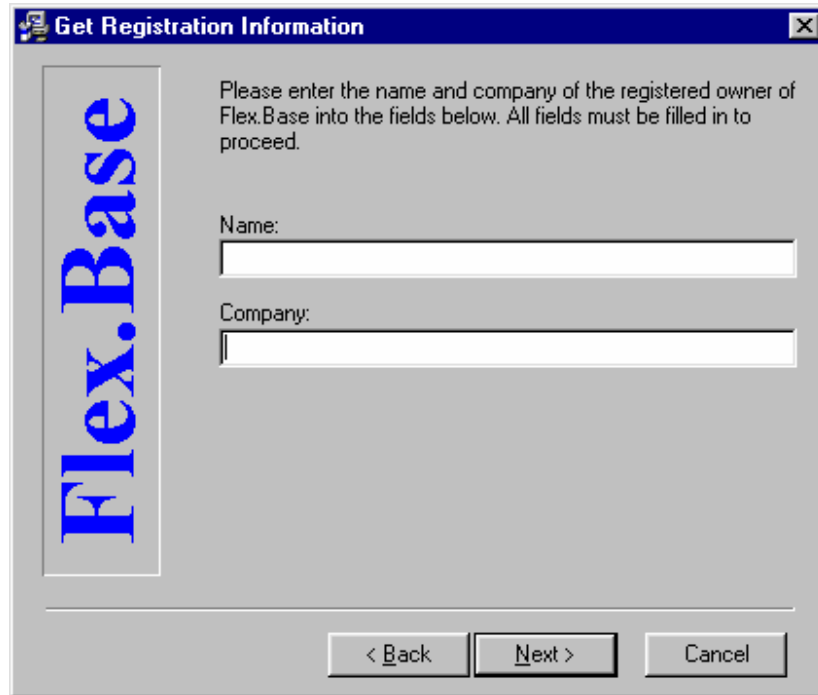 Get Registration Information
Flex.Base
Please enter the name and company of the registered owner of
Flex.Base into the fields below. All fields must be filled in to
proceed.
Name:
Company:
< Back
Next >
Cancel